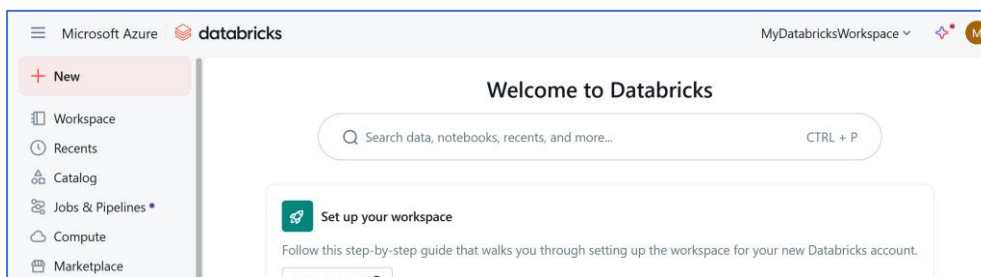 Microsoft Azure databricks MyDatabricksWorkspace M
New
Welcome to Databricks
Search data, notebooks, recents, and more... CTRL + P
Workspace
Recents
Catalog
Jobs & Pipelines
Compute
Marketplace
Set up your workspace
Follow this step-by-step guide that walks you through setting up the workspace for your new Databricks account.